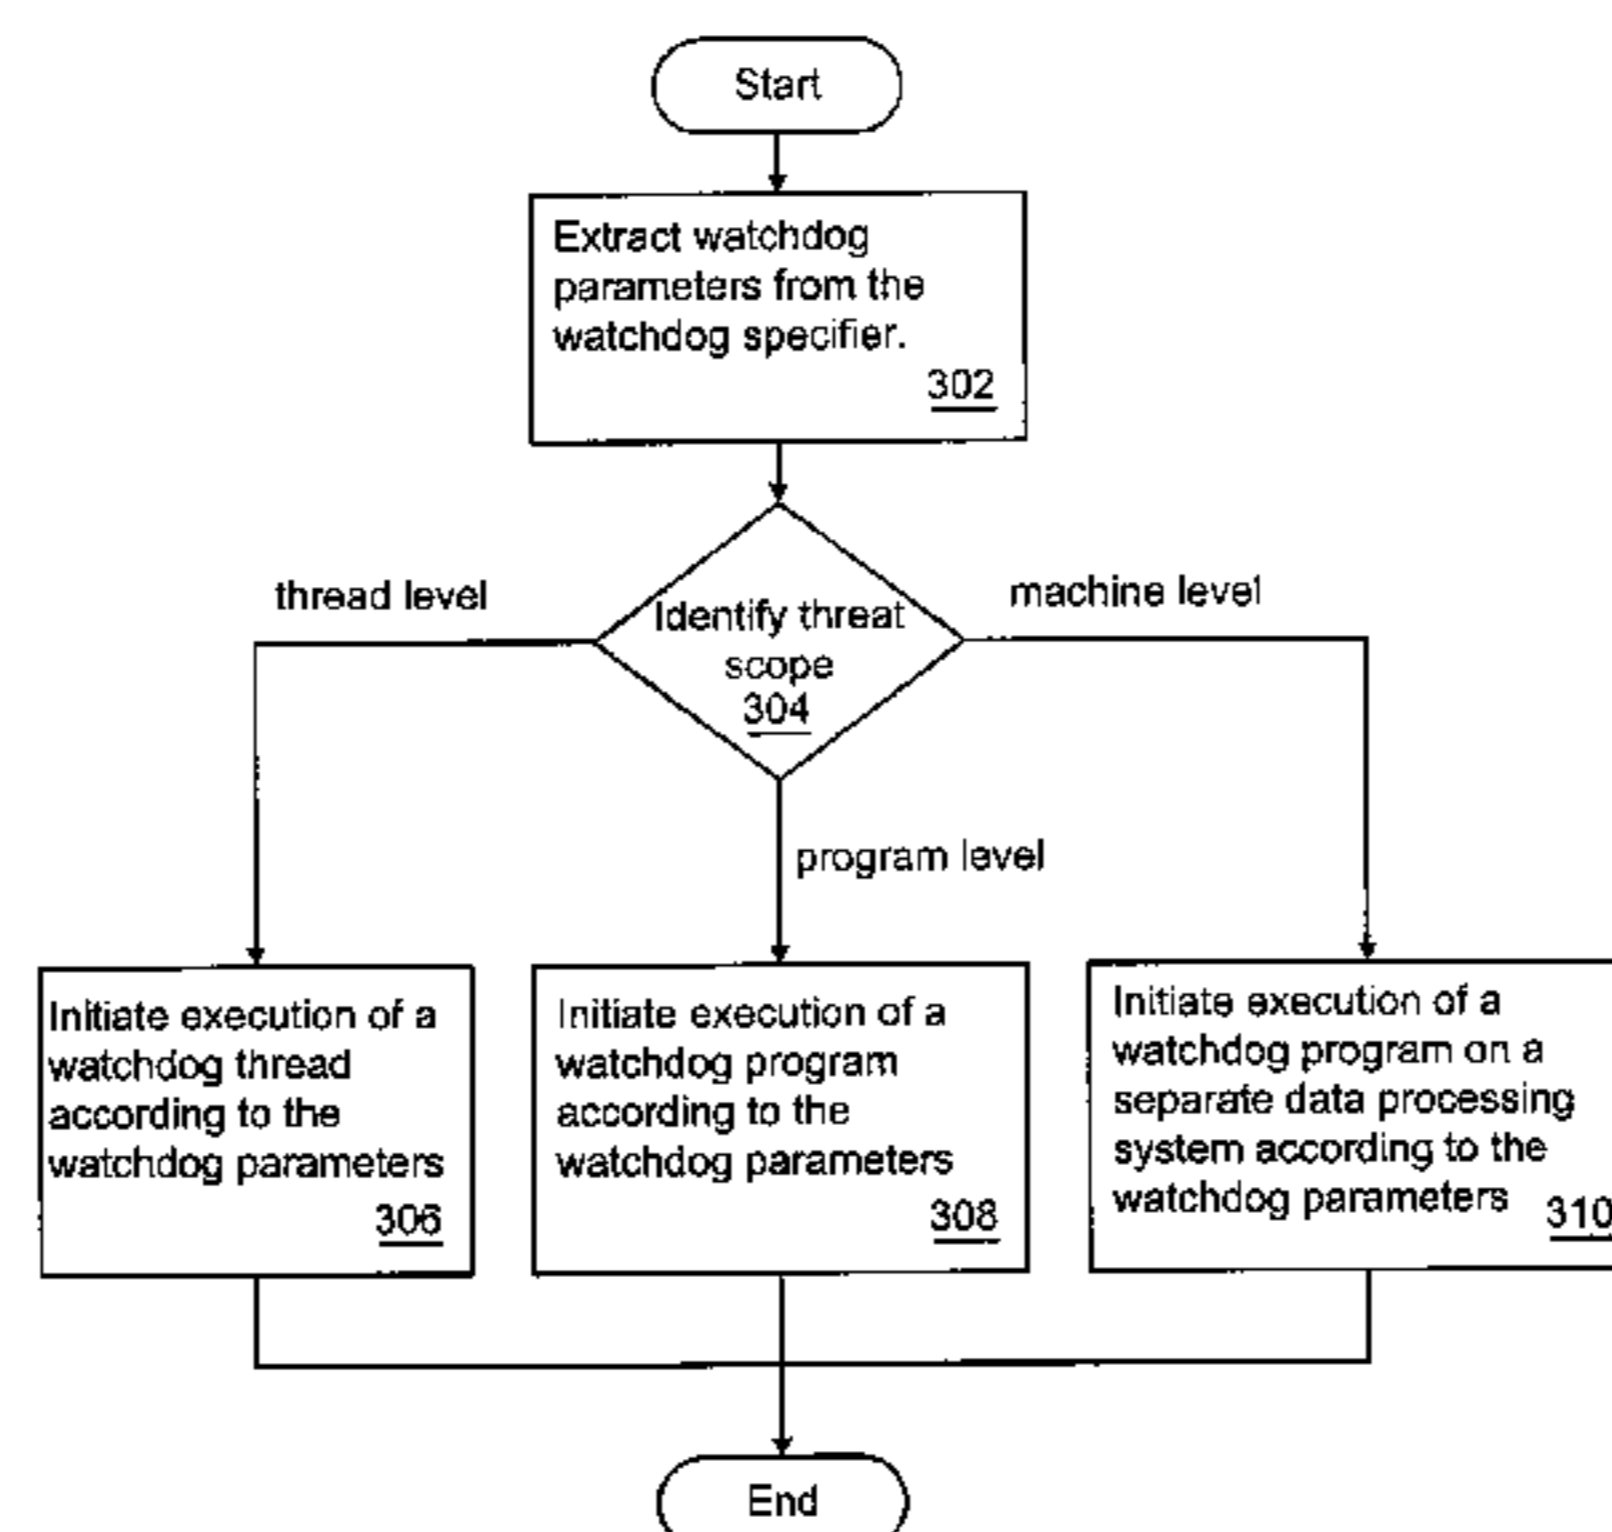 Start
Extract watchdog
parameters from the
watchdog specifier.
302
thread level
machine level
Identify threat
scope
304
program level
Initiate execution of a
watchdog thread
according to the
watchdog parameters
306
Initiate execution of a
watchdog program
according to the
watchdog parameters
308
Initiate execution of a
watchdog program on a
separate data processing
system according to the
watchdog parameters
310
End